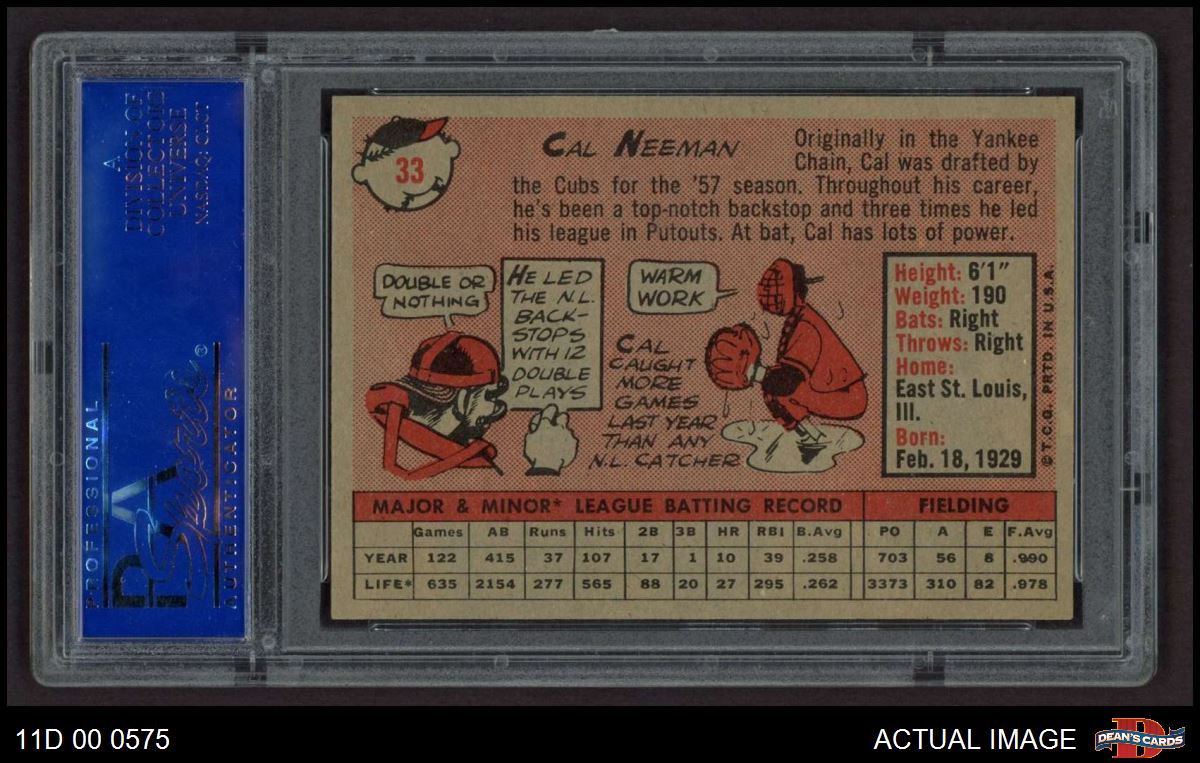 A
DIVISION OF
COLLECTORS
UNIVERSE
NASDAQ: CLCT
PROFESSIONAL
PSA
Sports
®
AUTHENTICATOR
33
CAL NEEMAN
Originally in the Yankee
Chain, Cal was drafted by
the Cubs for the '57 season. Throughout his career,
he's been a top-notch backstop and three times he led
his league in Putouts. At bat, Cal has lots of power.
DOUBLE OR
NOTHING
HE LED
THE N.L.
BACK-
STOPS
WITH 12
DOUBLE
PLAYS
WARM
WORK
CAL
CAUGHT
MORE
GAMES
LAST YEAR
THAN ANY
N.L. CATCHER
Height: 6'1"
Weight: 190
Bats: Right
Throws: Right
Home:
East St. Louis,
Ill.
Born:
Feb. 18, 1929
© T.C.G. PRTD. IN U.S.A.
MAJOR & MINOR* LEAGUE BATTING RECORD FIELDING
Games AB Runs Hits 2B 3B HR RBI B.Avg PO A E F.Avg
YEAR 122 415 37 107 17 1 10 39 .258 703 56 8 .990
LIFE* 635 2154 277 565 88 20 27 295 .262 3373 310 82 .978
11D 00 0575
ACTUAL IMAGE
D
DEAN'S CARDS